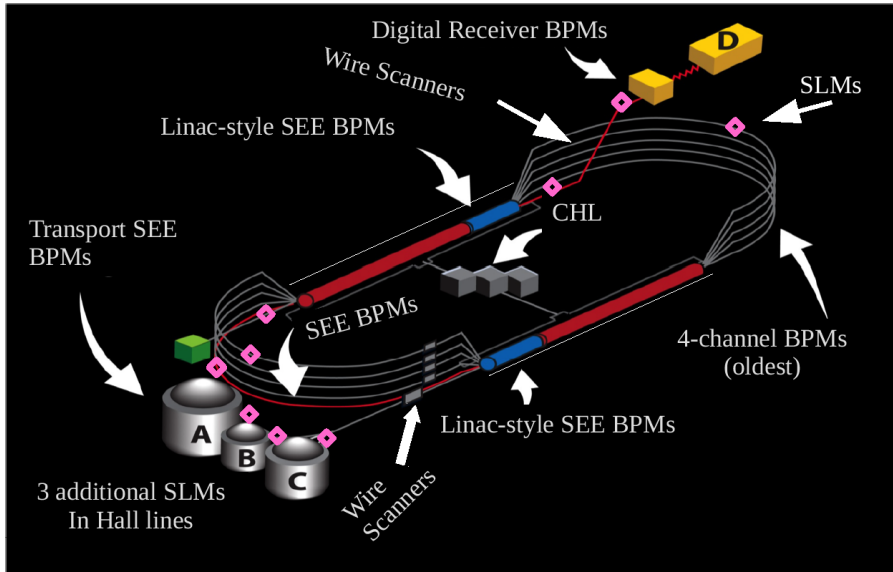 Digital Receiver BPMs
D
Wire Scanners
SLMs
Linac-style SEE BPMs
CHL
Transport SEE
BPMs
SEE BPMs
4-channel BPMs
(oldest)
A
B
C
Linac-style SEE BPMs
3 additional SLMs
In Hall lines
Wire
Scanners